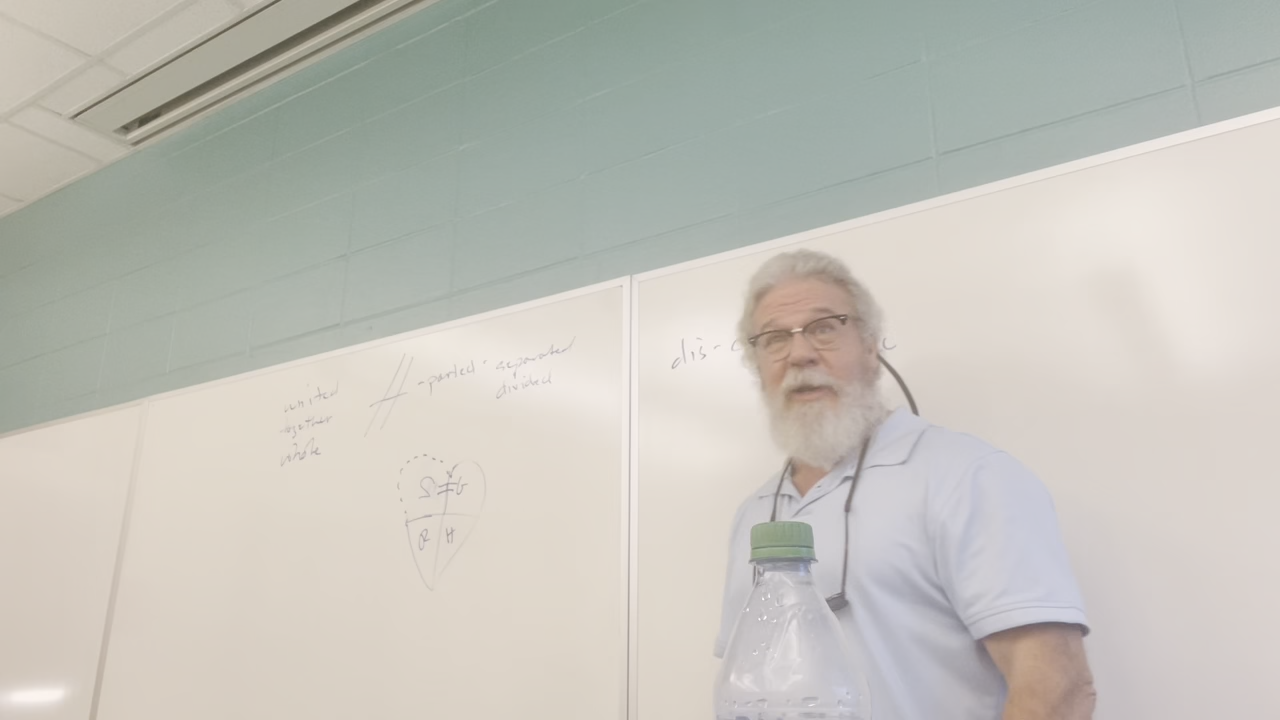 united
together
whole
-parted- separated
divided
S≠G
R H
dis-c